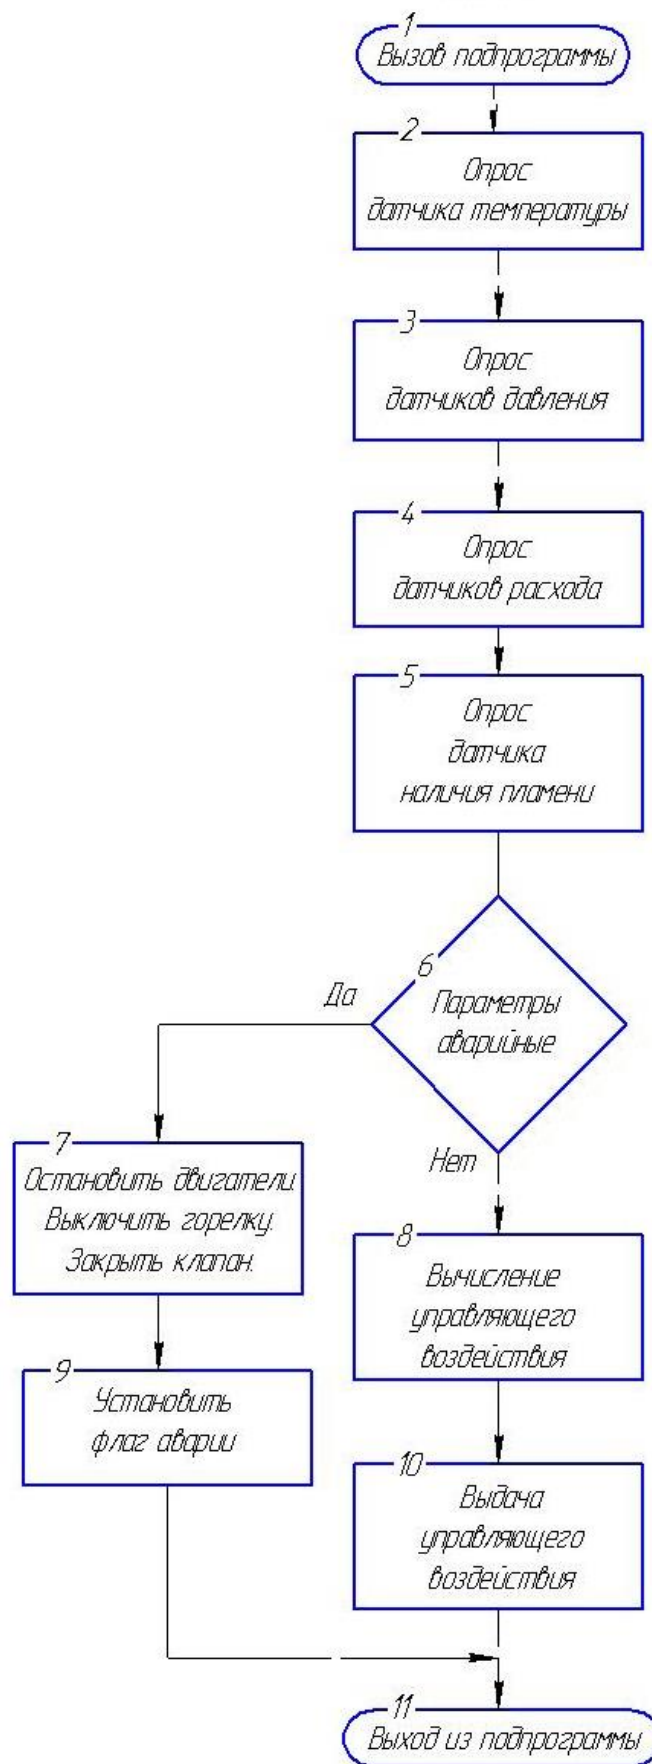 1
Вызов подпрограммы
2
Опрос
датчика температуры
3
Опрос
датчиков давления
4
Опрос
датчиков расхода
5
Опрос
датчика
наличия пламени
6
Параметры
аварийные
Да
Нет
7
Остановить двигатели.
Выключить горелку.
Закрыть клапан.
8
Вычисление
управляющего
воздействия
9
Установить
флаг аварии
10
Выдача
управляющего
воздействия
11
Выход из подпрограммы